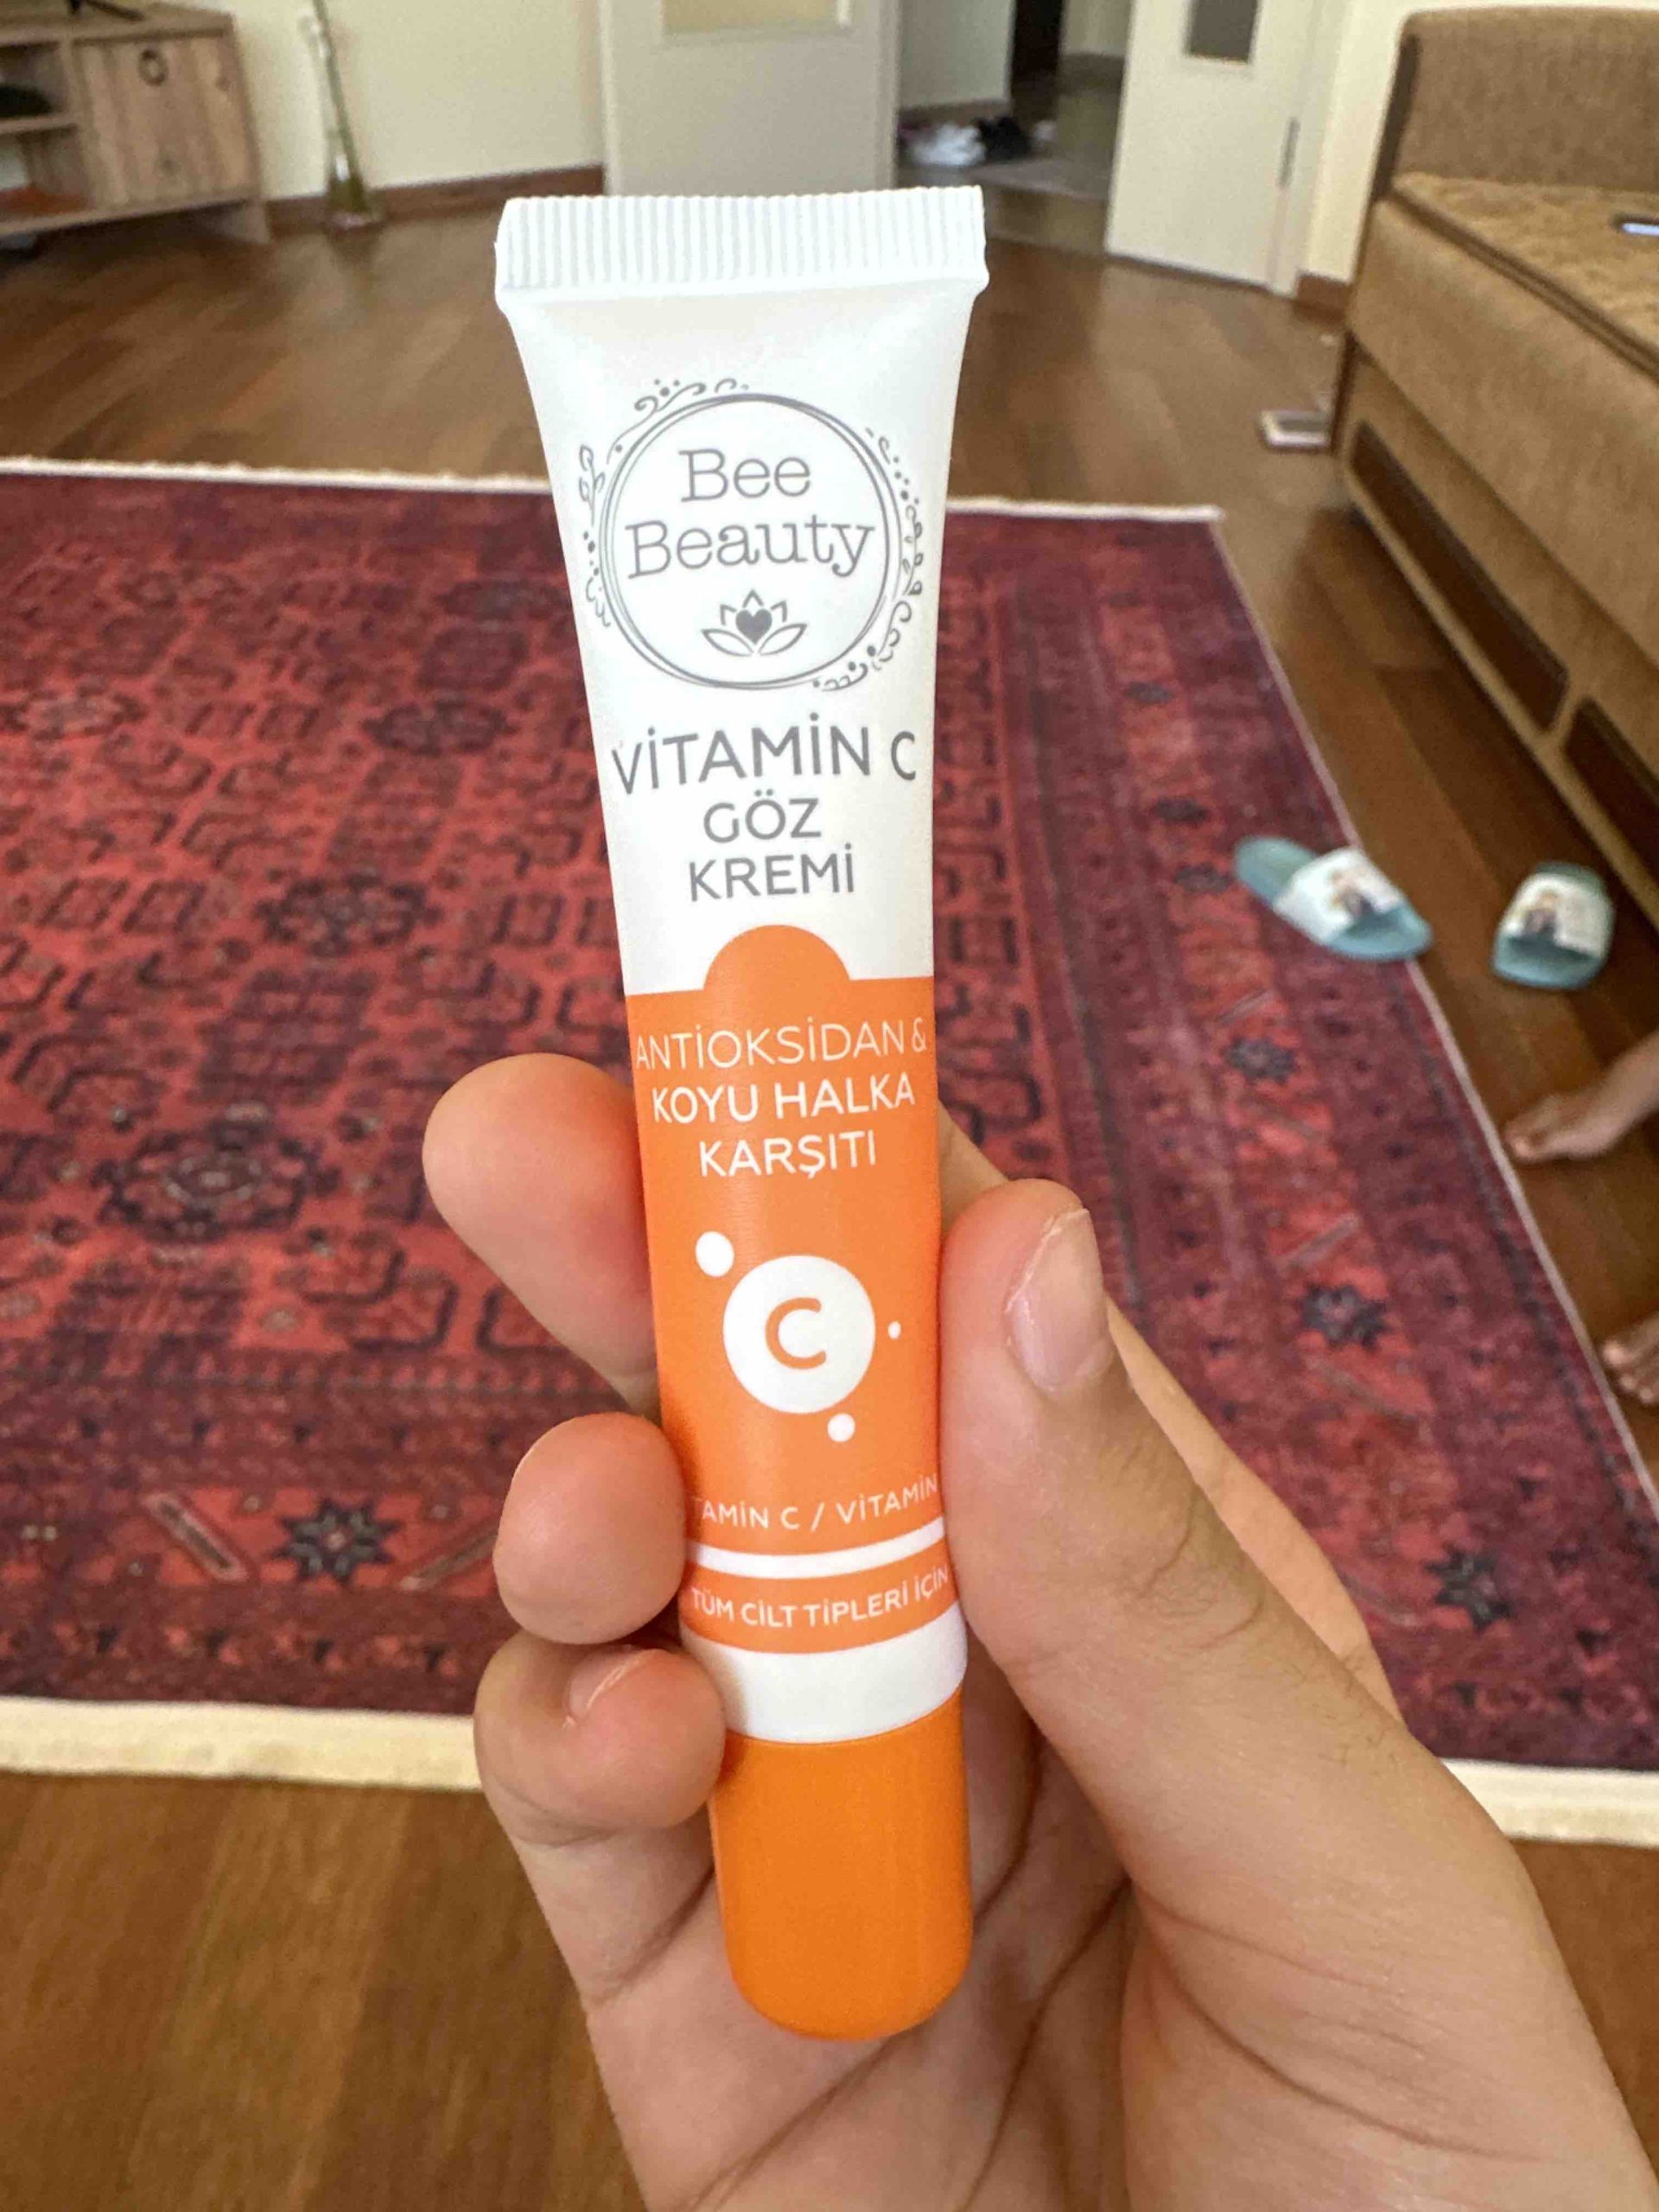 Bee
Beauty
VİTAMİN C
GÖZ
KREMİ
ANTİOKSİDAN &
KOYU HALKA
KARŞITI
C
C / VİTAMİN
TÜM CİLT TİPLERİ İÇİN